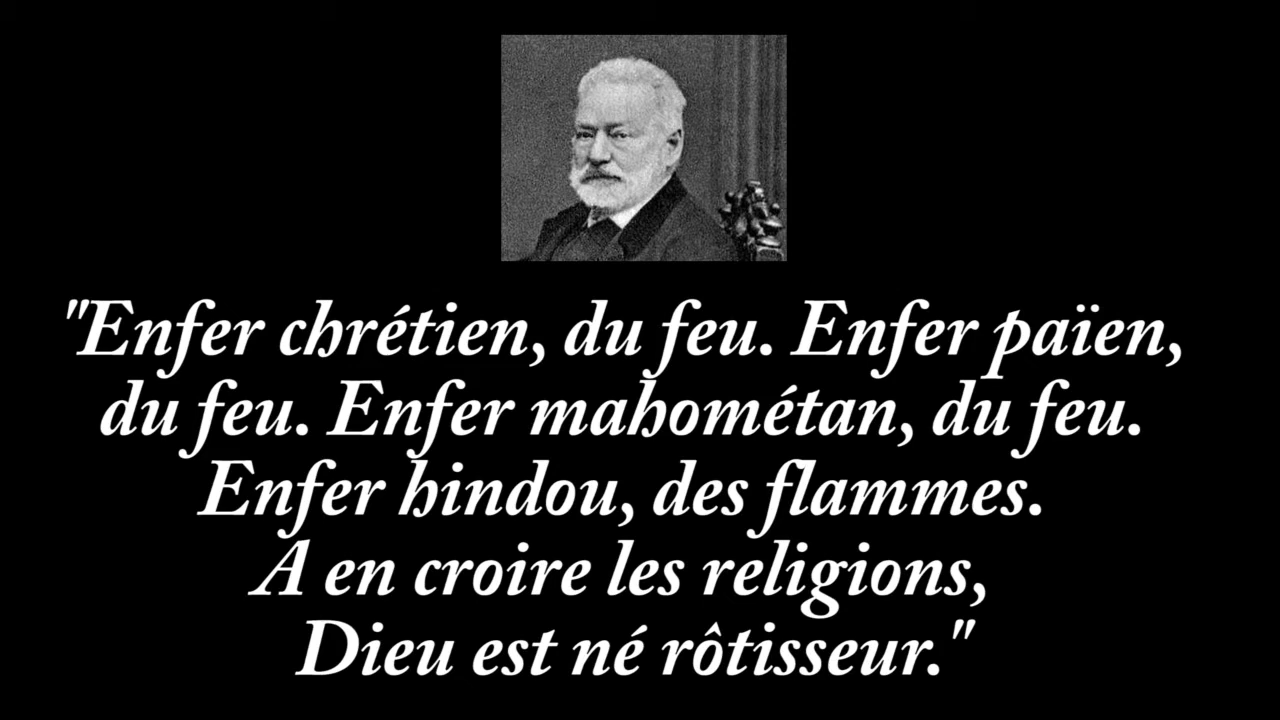 "Enfer chrétien, du feu. Enfer païen,
du feu. Enfer mahométan, du feu.
Enfer hindou, des flammes.
A en croire les religions,
Dieu est né rôtisseur."